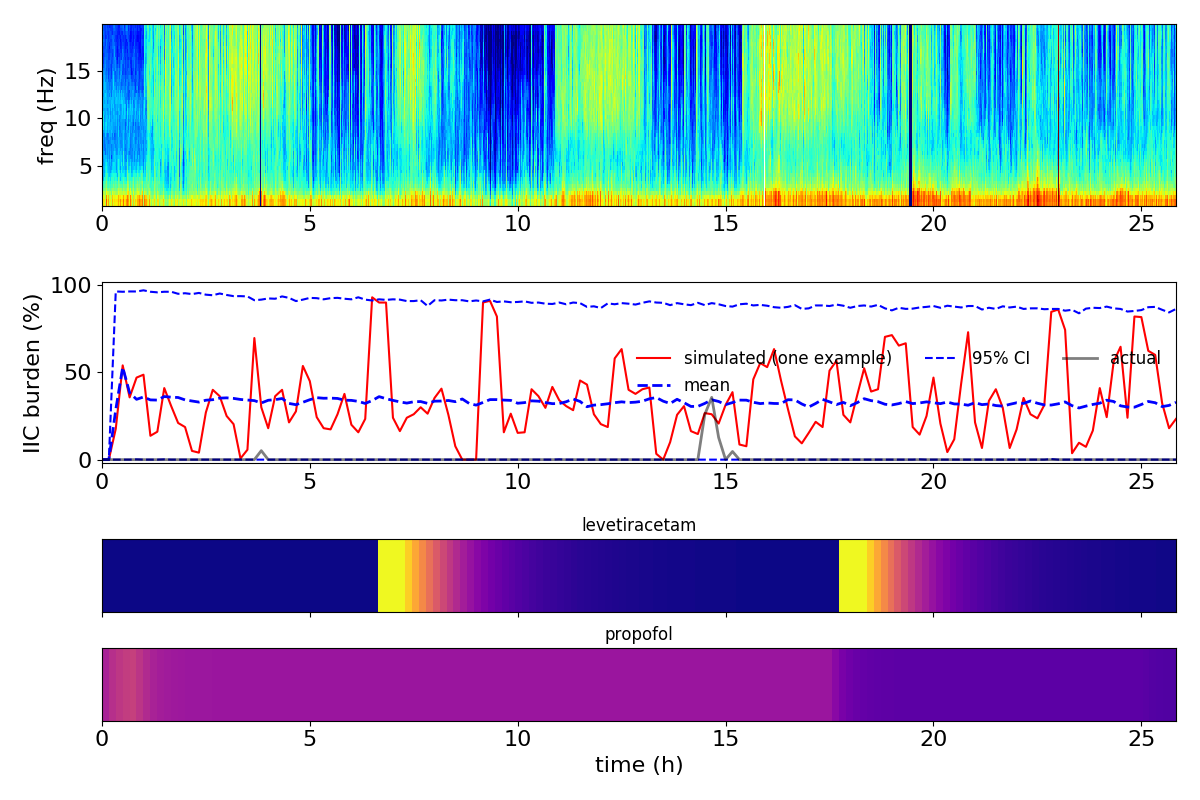 freq (Hz)
15
10
5
0 5 10 15 20 25
IIC burden (%)
100
50
0
simulated (one example) 95% CI actual
mean
0 5 10 15 20 25
levetiracetam
propofol
0 5 10 15 20 25
time (h)